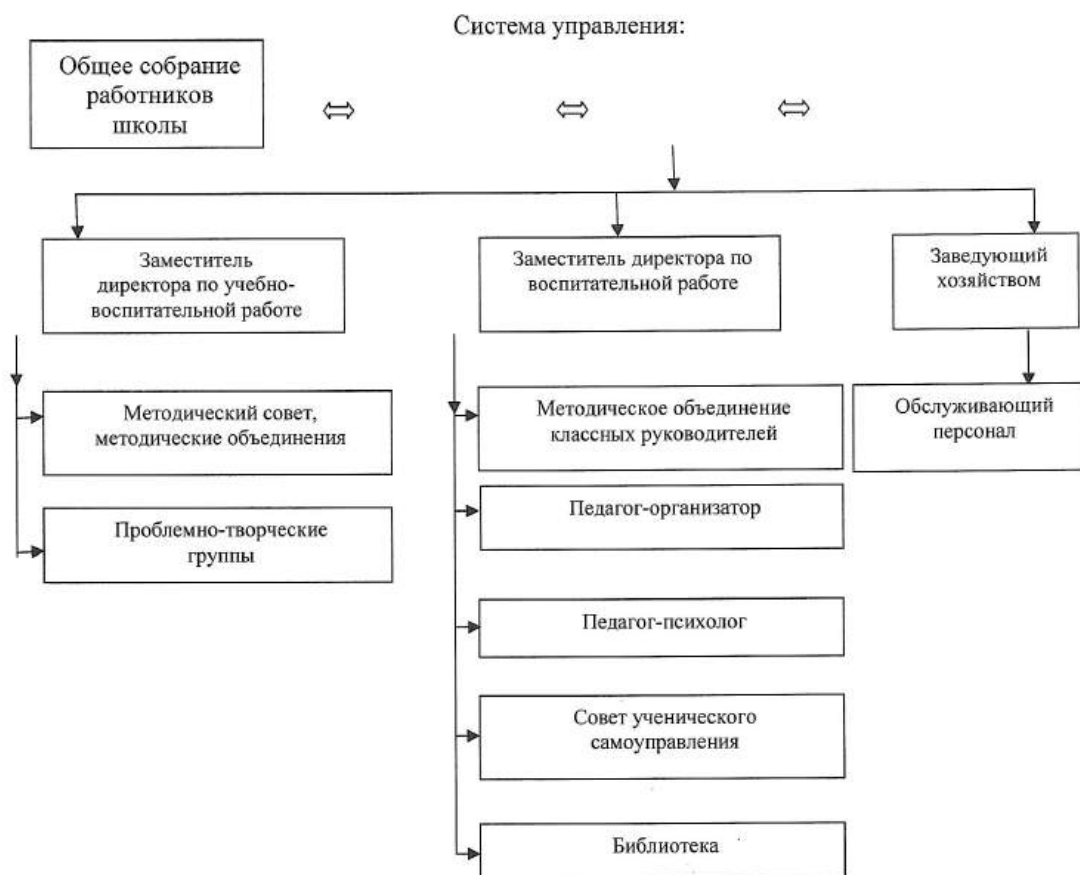 Система управления:
Общее собрание
работников
школы
Заместитель
директора по учебно-
воспитательной работе
Заместитель директора по
воспитательной работе
Заведующий
хозяйством
Методический совет,
методические объединения
Методическое объединение
классных руководителей
Обслуживающий
персонал
Проблемно-творческие
группы
Педагог-организатор
Педагог-психолог
Совет ученического
самоуправления
Библиотека